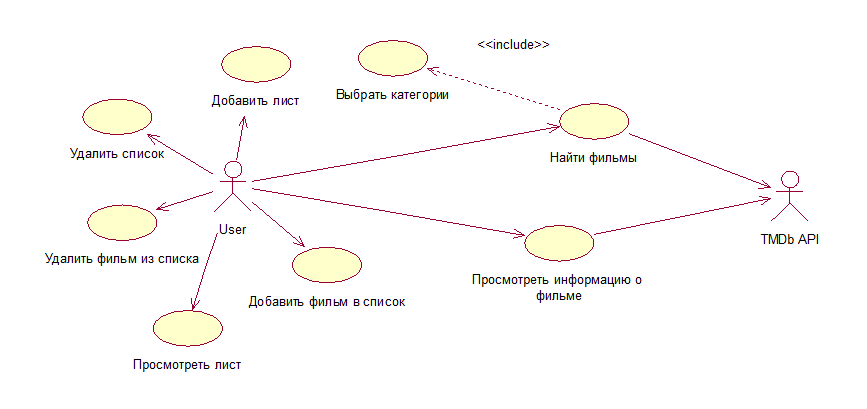 <<include>>
Добавить лист
Выбрать категории
Удалить список
Найти фильмы
User
TMDb API
Удалить фильм из списка
Добавить фильм в список
Просмотреть информацию о
фильме
Просмотреть лист